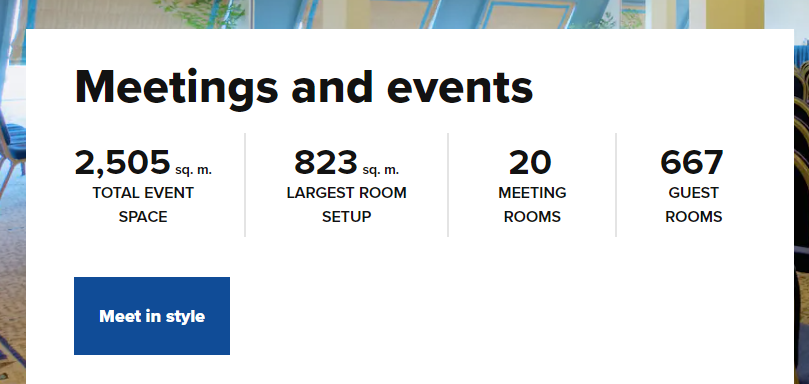 Meetings and events
2,505 sq. m.
TOTAL EVENT
SPACE
823 sq. m.
LARGEST ROOM
SETUP
20
MEETING
ROOMS
667
GUEST
ROOMS
Meet in style